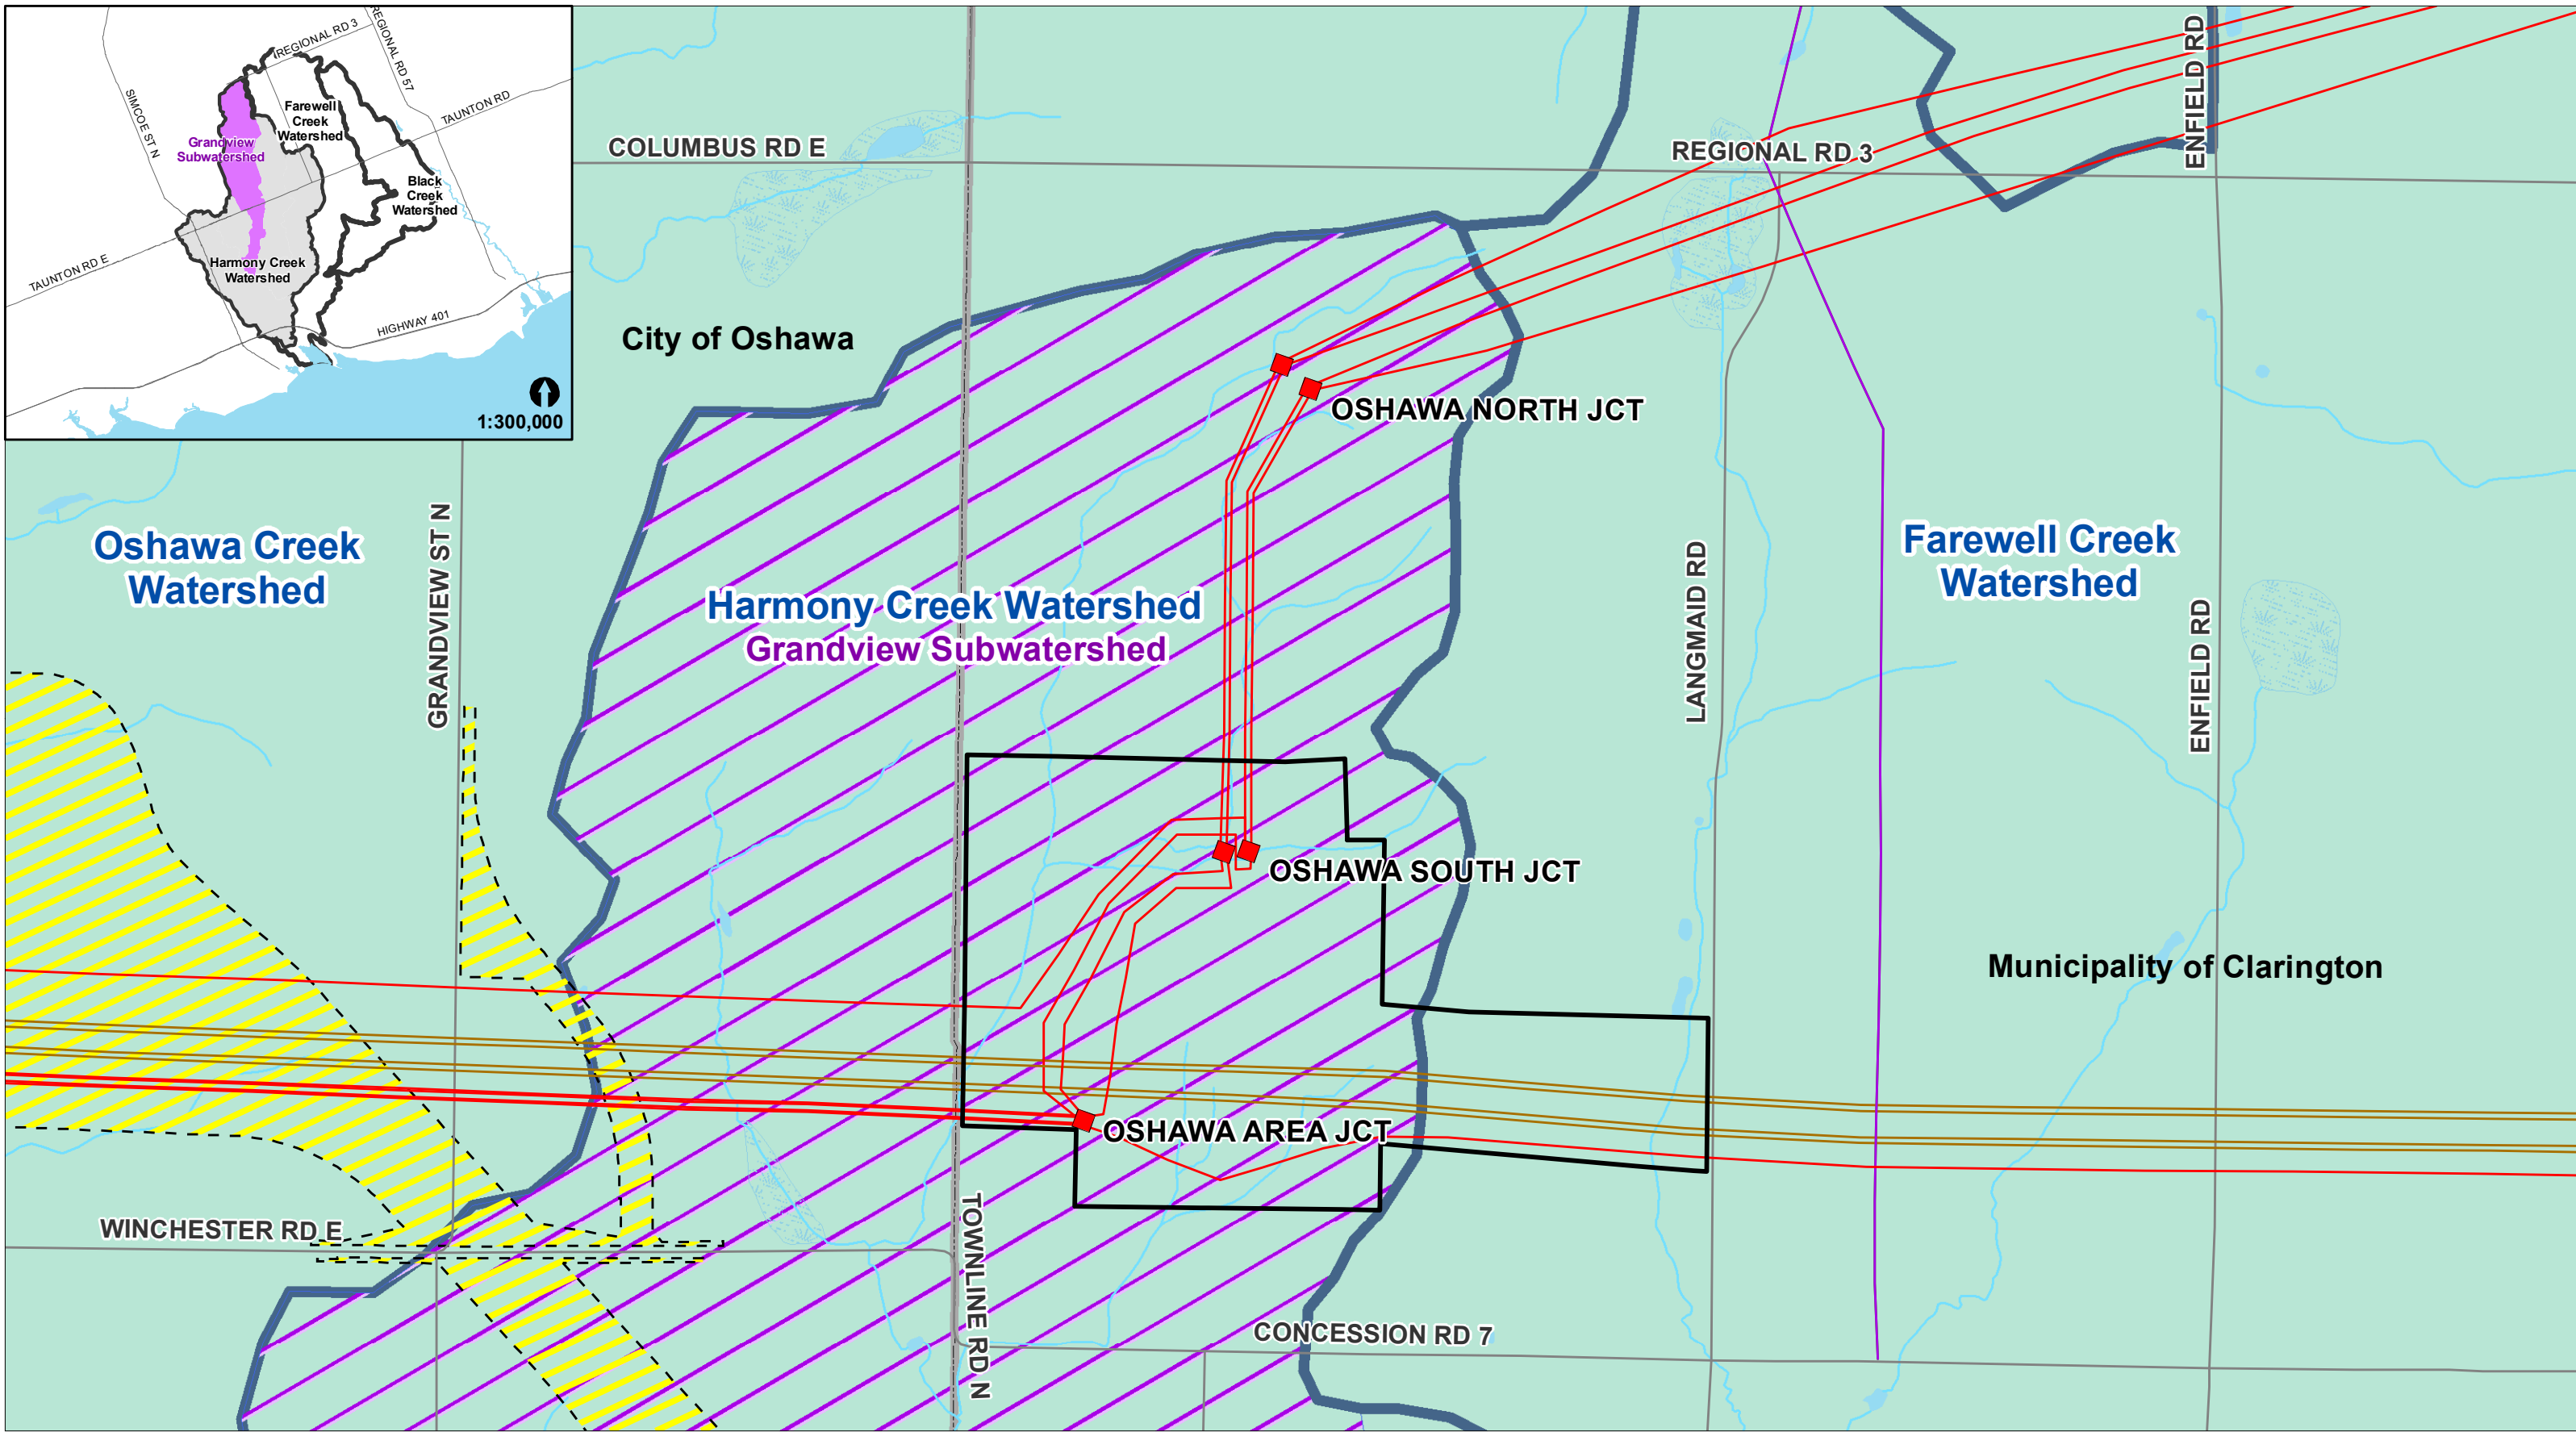 REGIONAL RD 3
REGIONAL RD 57
SIMCOE ST N
TAUNTON RD
Farewell
Creek
Watershed
Grandview
Subwatershed
Black
Creek
Watershed
Harmony Creek
Watershed
TAUNTON RD E
HIGHWAY 401
1:300,000
COLUMBUS RD E
REGIONAL RD 3
ENFIELD RD
City of Oshawa
OSHAWA NORTH JCT
Oshawa Creek
Watershed
GRANDVIEW ST N
Harmony Creek Watershed
Grandview Subwatershed
LANGMAID RD
Farewell Creek
Watershed
ENFIELD RD
OSHAWA SOUTH JCT
Municipality of Clarington
OSHAWA AREA JCT
WINCHESTER RD E
TOWNLINE RD N
CONCESSION RD 7